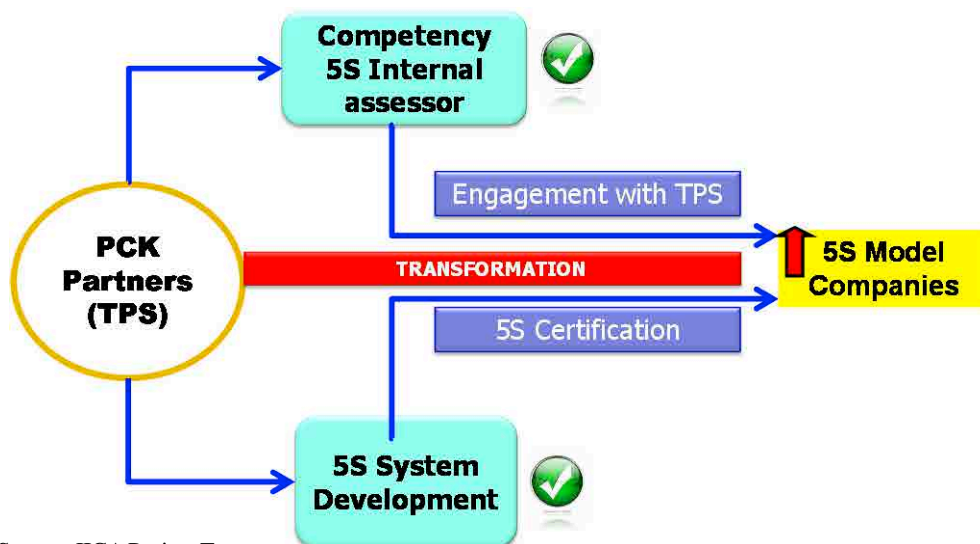 Competency
5S Internal
assessor
Engagement with TPS
PCK
Partners
(TPS)
TRANSFORMATION
5S Model
Companies
5S Certification
5S System
Development